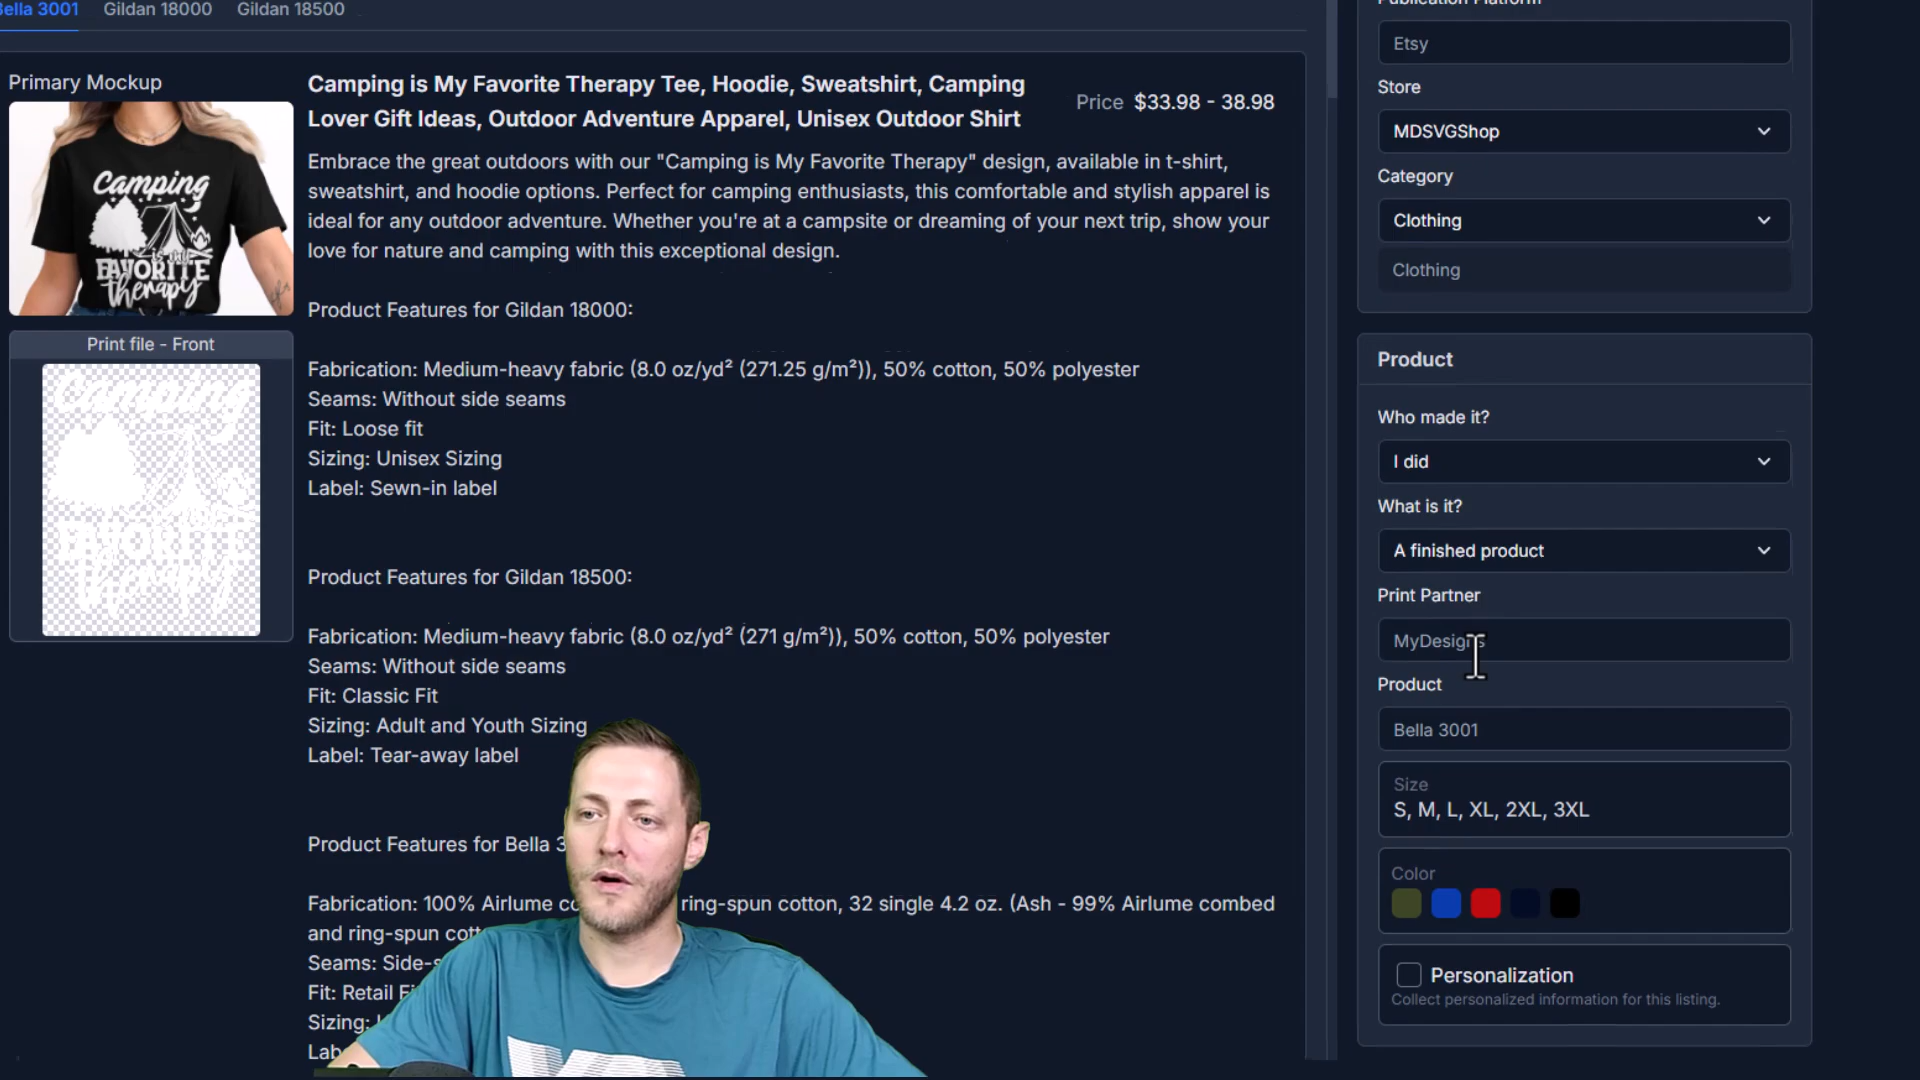 Bella 3001 Gildan 18000 Gildan 18500
Primary Mockup
Camping
is my
FAVORITE
therapy
Print file - Front
Camping
FAVORITE
therapy
Camping is My Favorite Therapy Tee, Hoodie, Sweatshirt, Camping
Lover Gift Ideas, Outdoor Adventure Apparel, Unisex Outdoor Shirt
Price $33.98 - 38.98
Embrace the great outdoors with our "Camping is My Favorite Therapy" design, available in t-shirt,
sweatshirt, and hoodie options. Perfect for camping enthusiasts, this comfortable and stylish apparel is
ideal for any outdoor adventure. Whether you're at a campsite or dreaming of your next trip, show your
love for nature and camping with this exceptional design.
Product Features for Gildan 18000:
Fabrication: Medium-heavy fabric (8.0 oz/yd² (271.25 g/m²)), 50% cotton, 50% polyester
Seams: Without side seams
Fit: Loose fit
Sizing: Unisex Sizing
Label: Sewn-in label
Product Features for Gildan 18500:
Fabrication: Medium-heavy fabric (8.0 oz/yd² (271 g/m²)), 50% cotton, 50% polyester
Seams: Without side seams
Fit: Classic Fit
Sizing: Adult and Youth Sizing
Label: Tear-away label
Product Features for Bella
Fabrication: 100% Airlume ring-spun cotton, 32 single 4.2 oz. (Ash - 99% Airlume combed
and ring-spun
Seams:
Fit: Retail
Sizing:
Publication Platform
Etsy
Store
MDSVGShop
Category
Clothing
Clothing
Product
Who made it?
I did
What is it?
A finished product
Print Partner
MyDesigns
Product
Bella 3001
Size
S, M, L, XL, 2XL, 3XL
Color
Personalization
Collect personalized information for this listing.